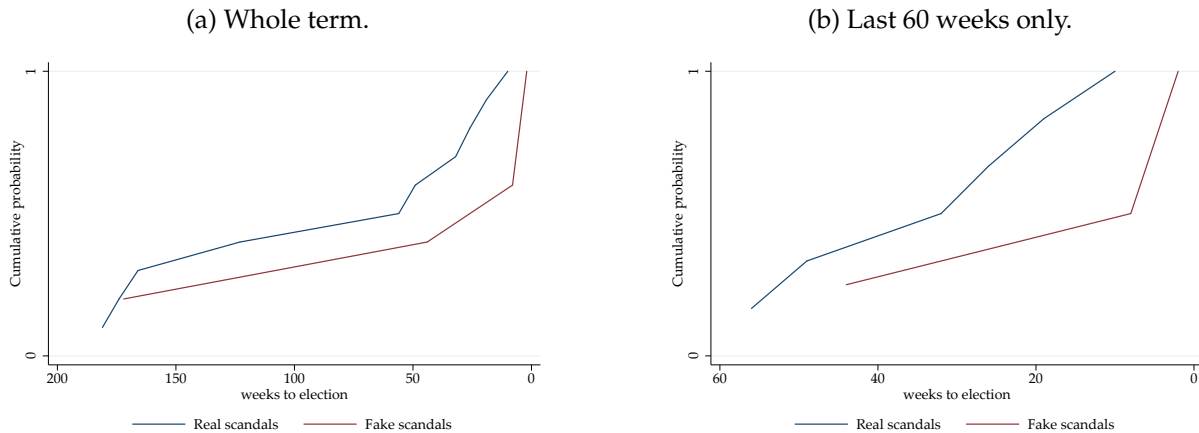 (a) Whole term.
Cumulative probability
1
0
200 150 100 50 0
weeks to election
Real scandals Fake scandals
(b) Last 60 weeks only.
Cumulative probability
1
0
60 40 20 0
weeks to election
Real scandals Fake scandals